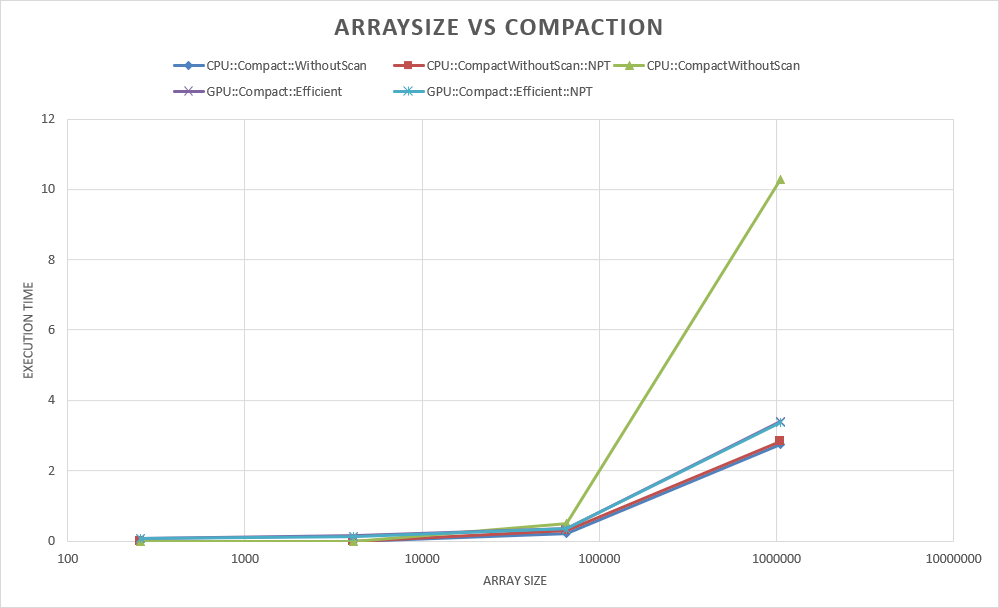 ARRAYSIZE VS COMPACTION
CPU::Compact::WithoutScan CPU::CompactWithoutScan::NPT CPU::CompactWithoutScan
GPU::Compact::Efficient GPU::Compact::Efficient::NPT
12
10
8
6
4
2
0
EXECUTION TIME
100 1000 10000 100000 1000000 10000000
ARRAY SIZE